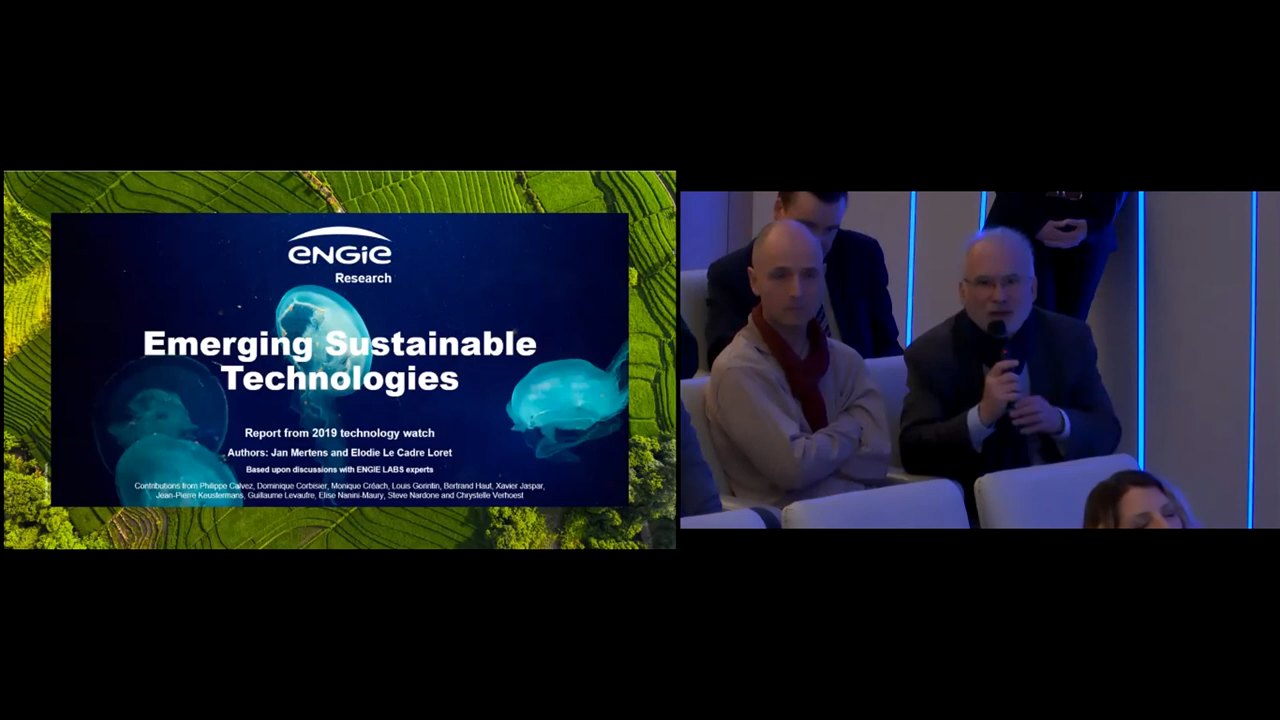 ENGIE
Research
Emerging Sustainable
Technologies
Report from 2019 technology watch
Authors: Jan Mertens and Elodie Le Cadre Loret
Based upon discussions with ENGIE LABS experts
Contributions from Philippe Calvez, Dominique Corbisier, Monique Créach, Louis Gorintin, Bertrand Haut, Xavier Jaspar,
Jean-Pierre Keustermans, Guillaume Levaufre, Elise Nanini-Maury, Steve Nardone and Chrystelle Verhoest